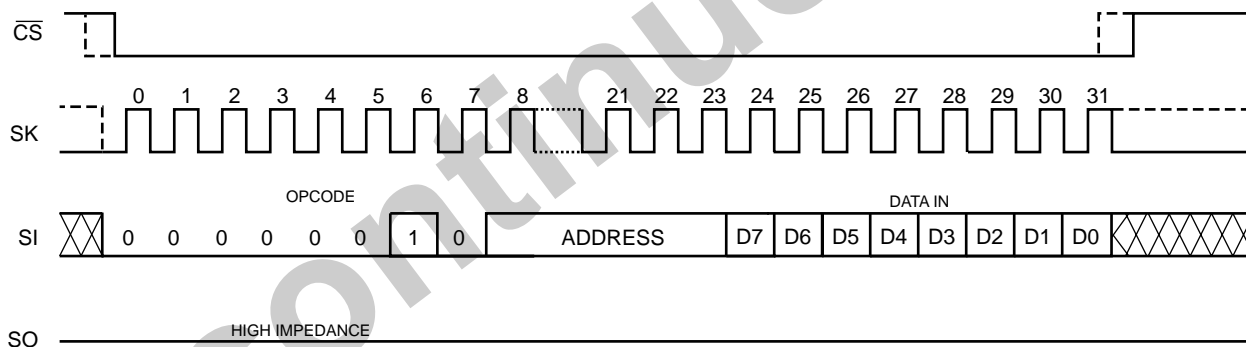 CS
0 1 2 3 4 5 6 7 8 21 22 23 24 25 26 27 28 29 30 31
SK
OPCODE
DATA IN
SI 0 0 0 0 0 0 1 0 ADDRESS D7 D6 D5 D4 D3 D2 D1 D0
HIGH IMPEDANCE
SO
continu